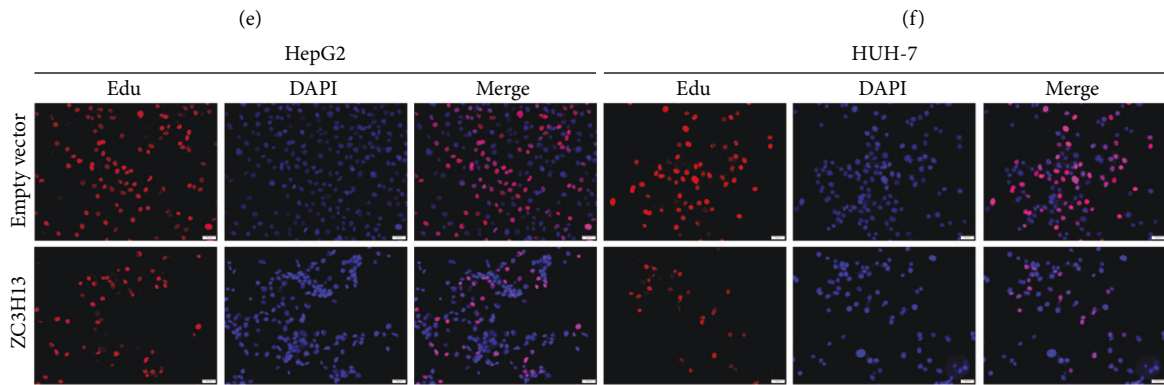 (e) (f)
HepG2 HUH-7
Edu DAPI Merge Edu DAPI Merge
Empty vector
ZC3H13